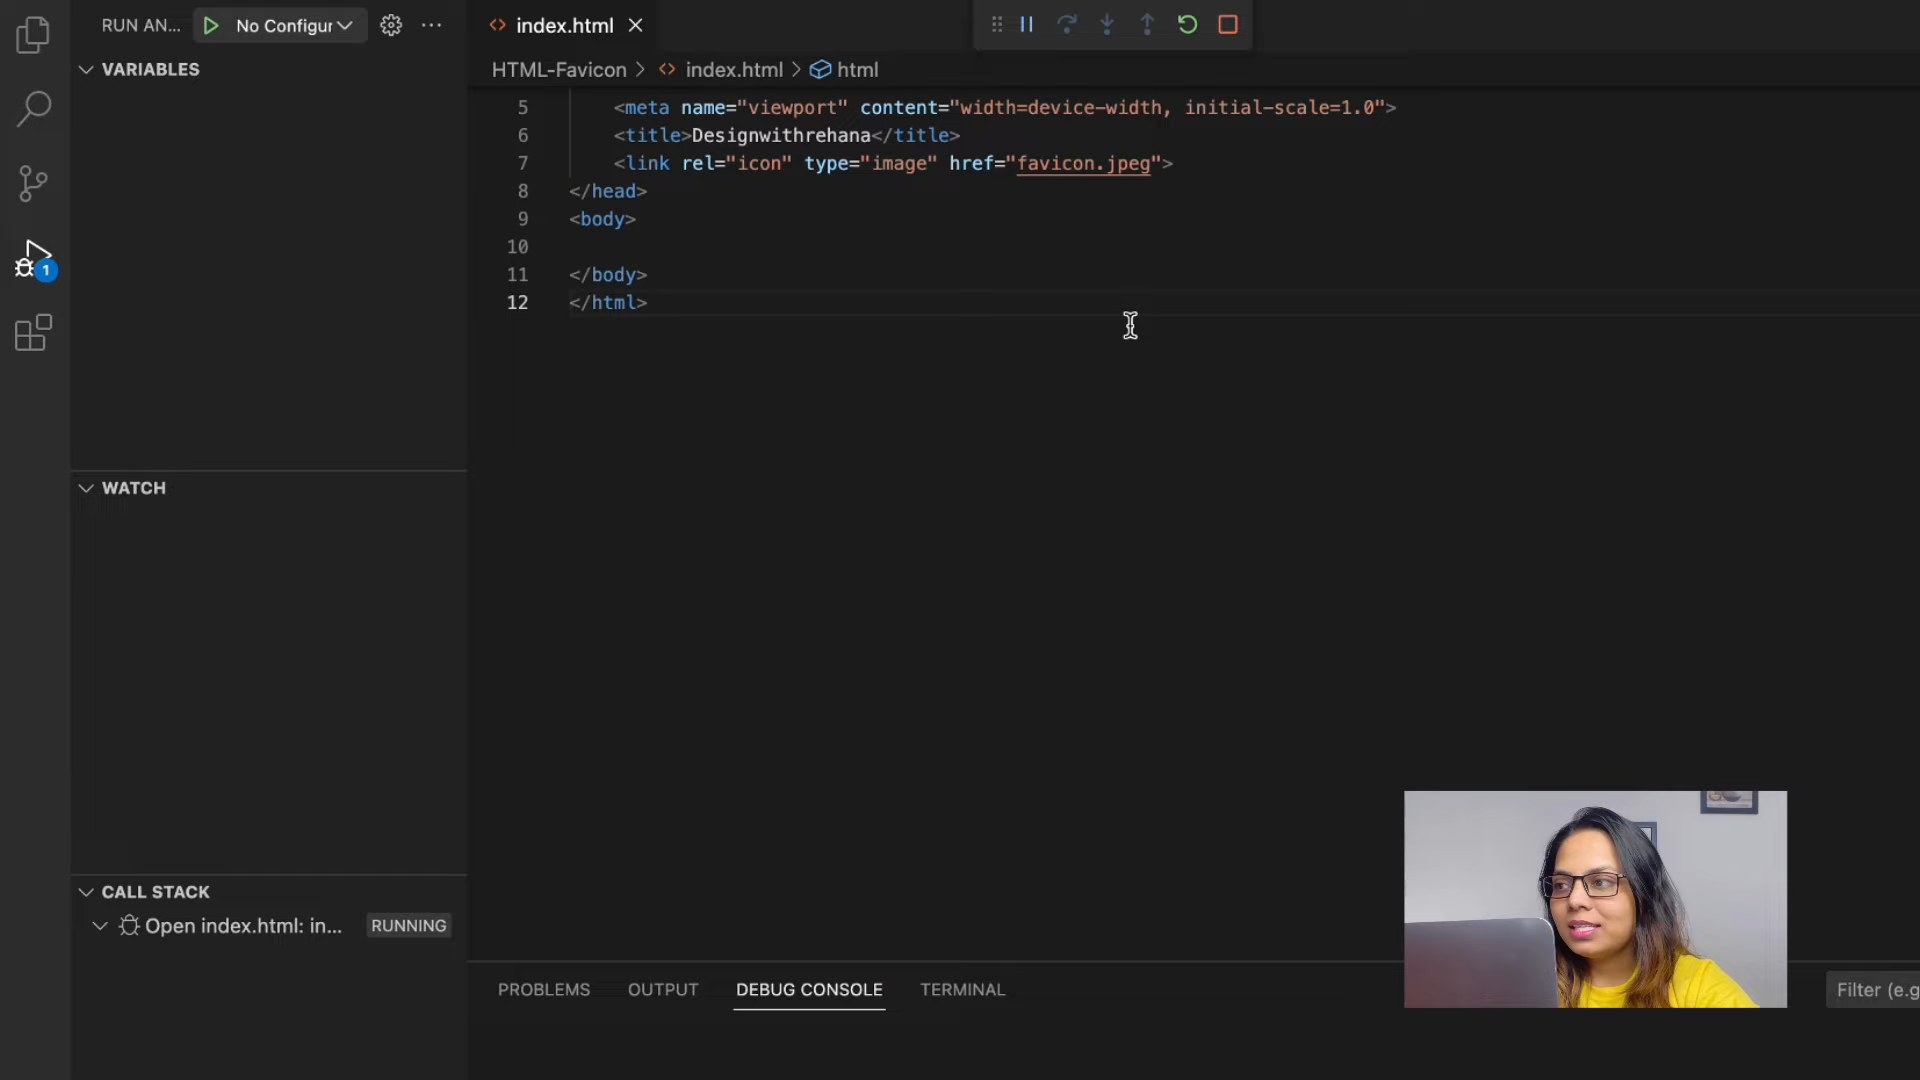 RUN AN...
No Configur
index.html
HTML-Favicon > index.html > html
VARIABLES
5 <meta name="viewport" content="width=device-width, initial-scale=1.0">
6 <title>Designwithrehana</title>
7 <link rel="icon" type="image" href="favicon.jpeg">
8 </head>
9 <body>
10
11 </body>
12 </html>
1
WATCH
CALL STACK
Open index.html: in...
RUNNING
PROBLEMS
OUTPUT
DEBUG CONSOLE
TERMINAL
Filter (e.g